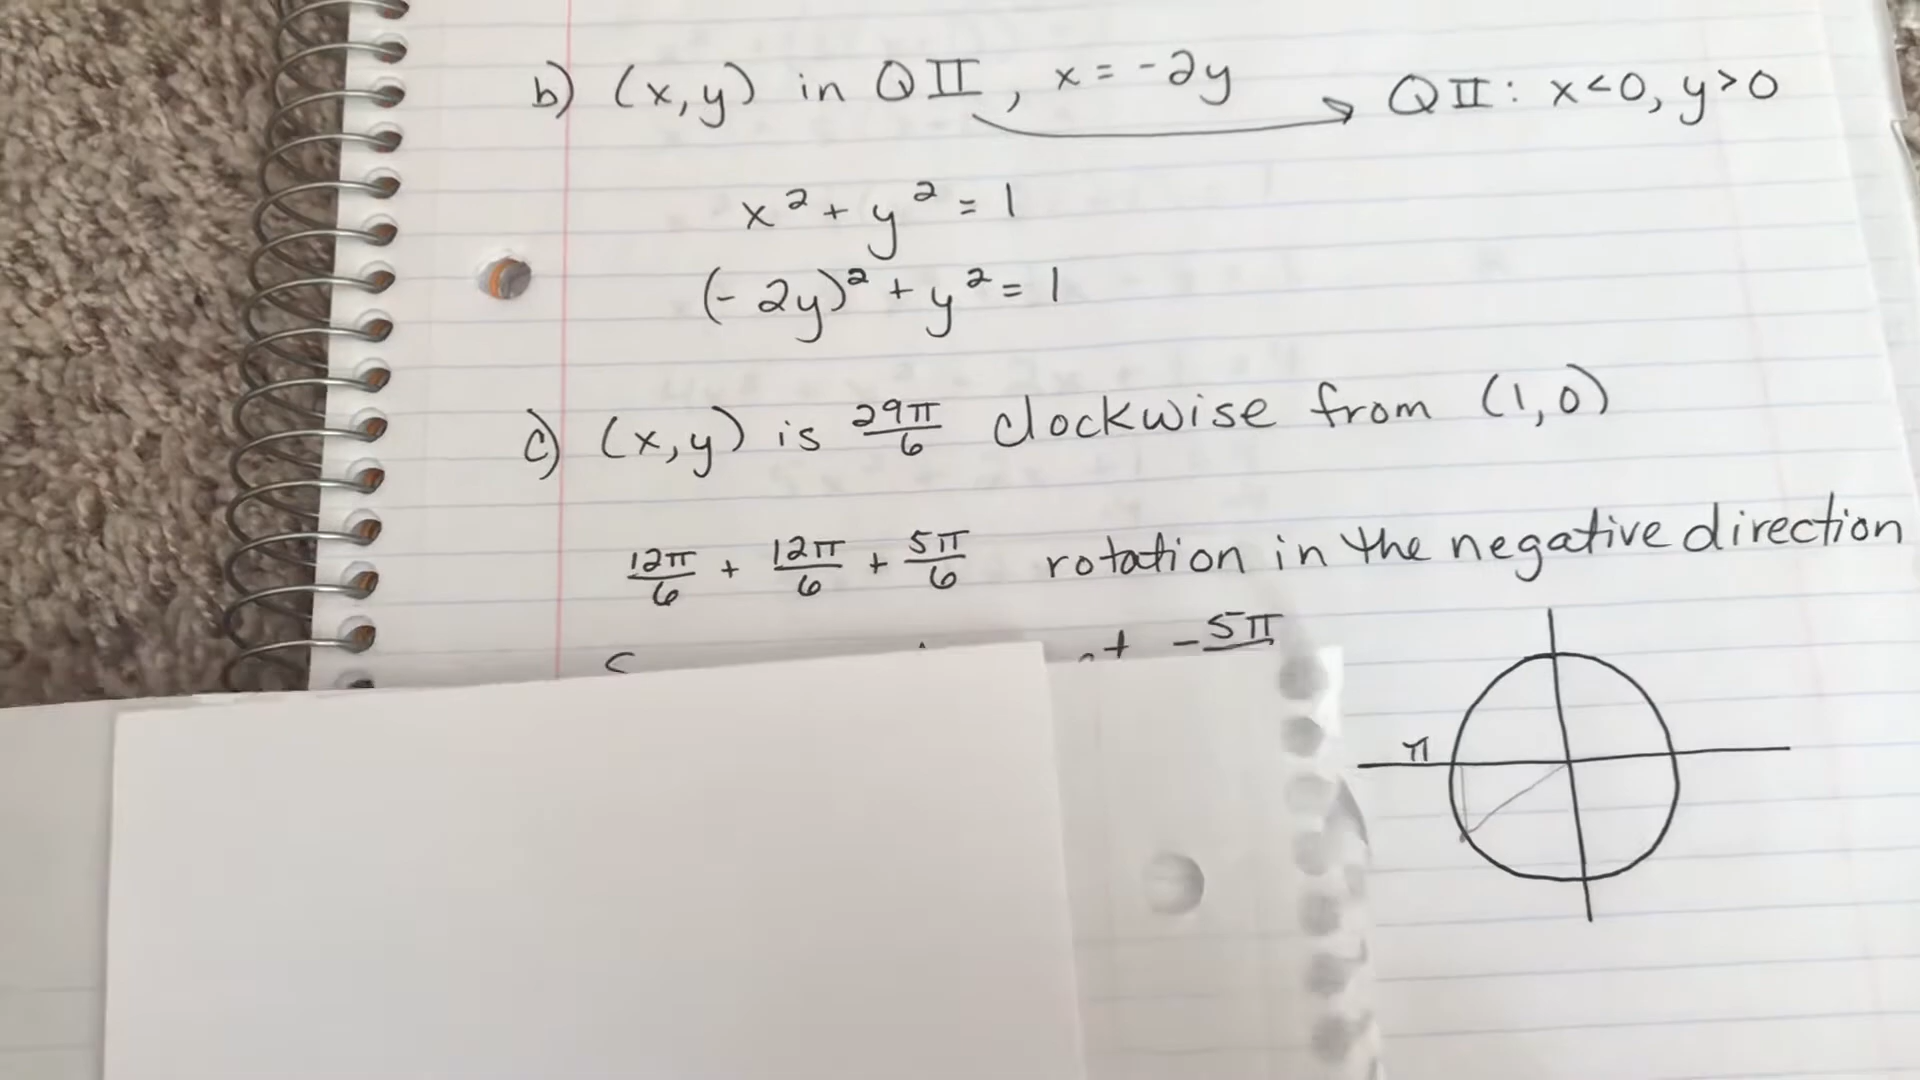 b) (x,y) in QII, x = -2y → QII: x<0, y>0
x² + y² = 1
(-2y)² + y² = 1
c) (x,y) is 29π/6 clockwise from (1,0)
12π/6 + 12π/6 + 5π/6 rotation in the negative direction
-5π
π